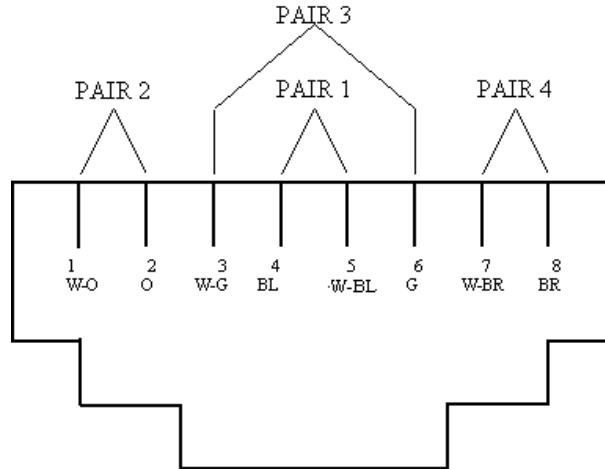 PAIR 3
PAIR 2 PAIR 1 PAIR 4
1 2 3 4 5 6 7 8
W-O O W-G BL W-BL G W-BR BR